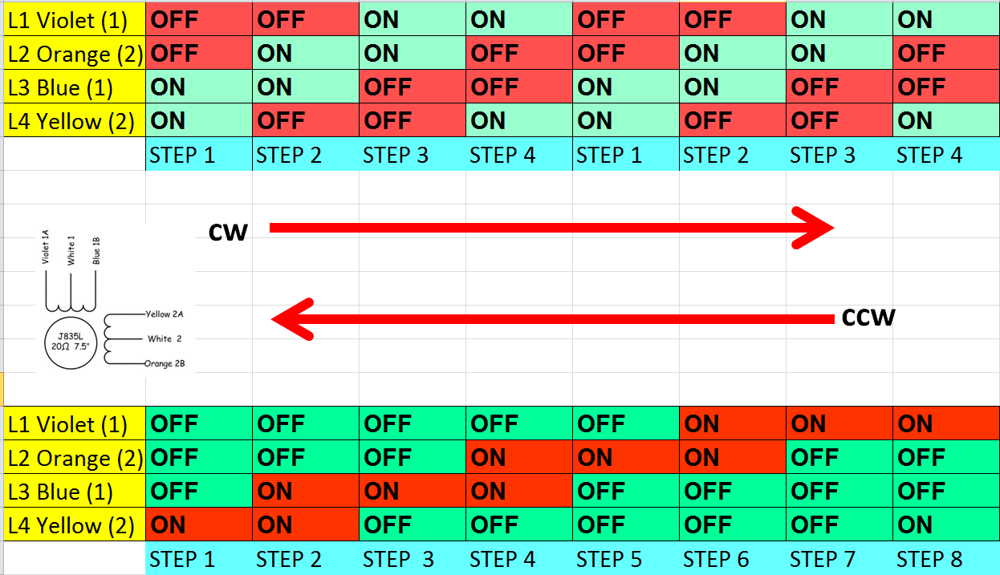 L1 Violet (1) OFF OFF ON ON OFF OFF ON ON
L2 Orange (2) OFF ON ON OFF OFF ON ON OFF
L3 Blue (1) ON ON OFF OFF ON ON OFF OFF
L4 Yellow (2) ON OFF OFF ON ON OFF OFF ON
STEP 1 STEP 2 STEP 3 STEP 4 STEP 1 STEP 2 STEP 3 STEP 4
CW
Violet 1A
White 1
Blue 1B
CCW
Yellow 2A
J835L
20Ω 7.5°
White 2
Orange 2B
L1 Violet (1) OFF OFF OFF OFF OFF ON ON ON
L2 Orange (2) OFF OFF OFF ON ON ON OFF OFF
L3 Blue (1) OFF ON ON ON OFF OFF OFF OFF
L4 Yellow (2) ON ON OFF OFF OFF OFF OFF ON
STEP 1 STEP 2 STEP 3 STEP 4 STEP 5 STEP 6 STEP 7 STEP 8